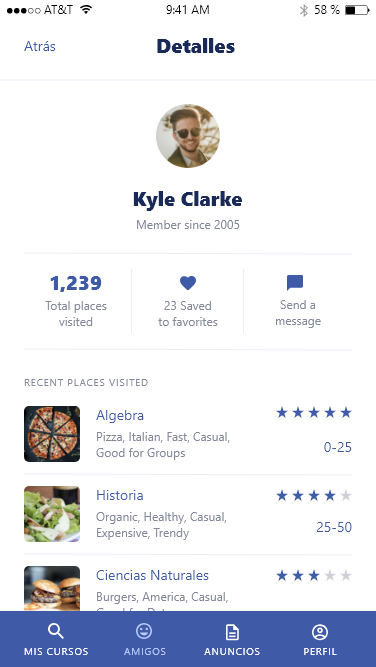 AT&T 9:41 AM 58 %
Atrás Detalles
Kyle Clarke
Member since 2005
1,239
Total places
visited
23 Saved
to favorites
Send a
message
RECENT PLACES VISITED
Algebra
Pizza, Italian, Fast, Casual,
Good for Groups
0-25
Historia
Organic, Healthy, Casual,
Expensive, Trendy
25-50
Ciencias Naturales
Burgers, America, Casual,
MIS CURSOS AMIGOS ANUNCIOS PERFIL